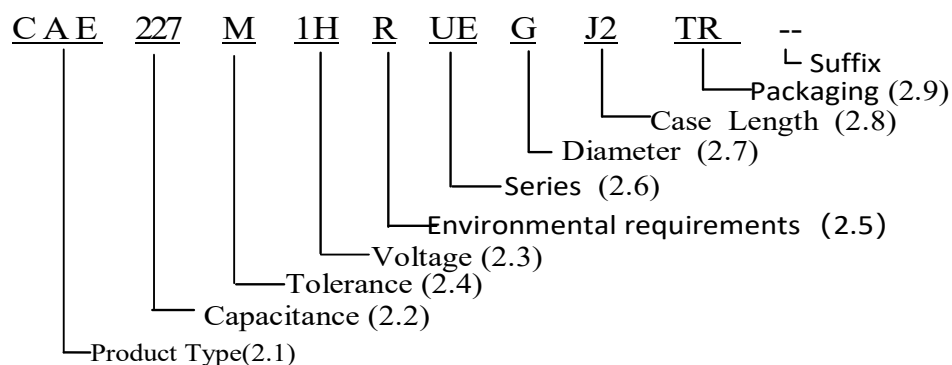 C A E 227 M 1H R UE G J2 TR --
Suffix
Packaging (2.9)
Case Length (2.8)
Diameter (2.7)
Series (2.6)
Environmental requirements (2.5)
Voltage (2.3)
Tolerance (2.4)
Capacitance (2.2)
Product Type(2.1)